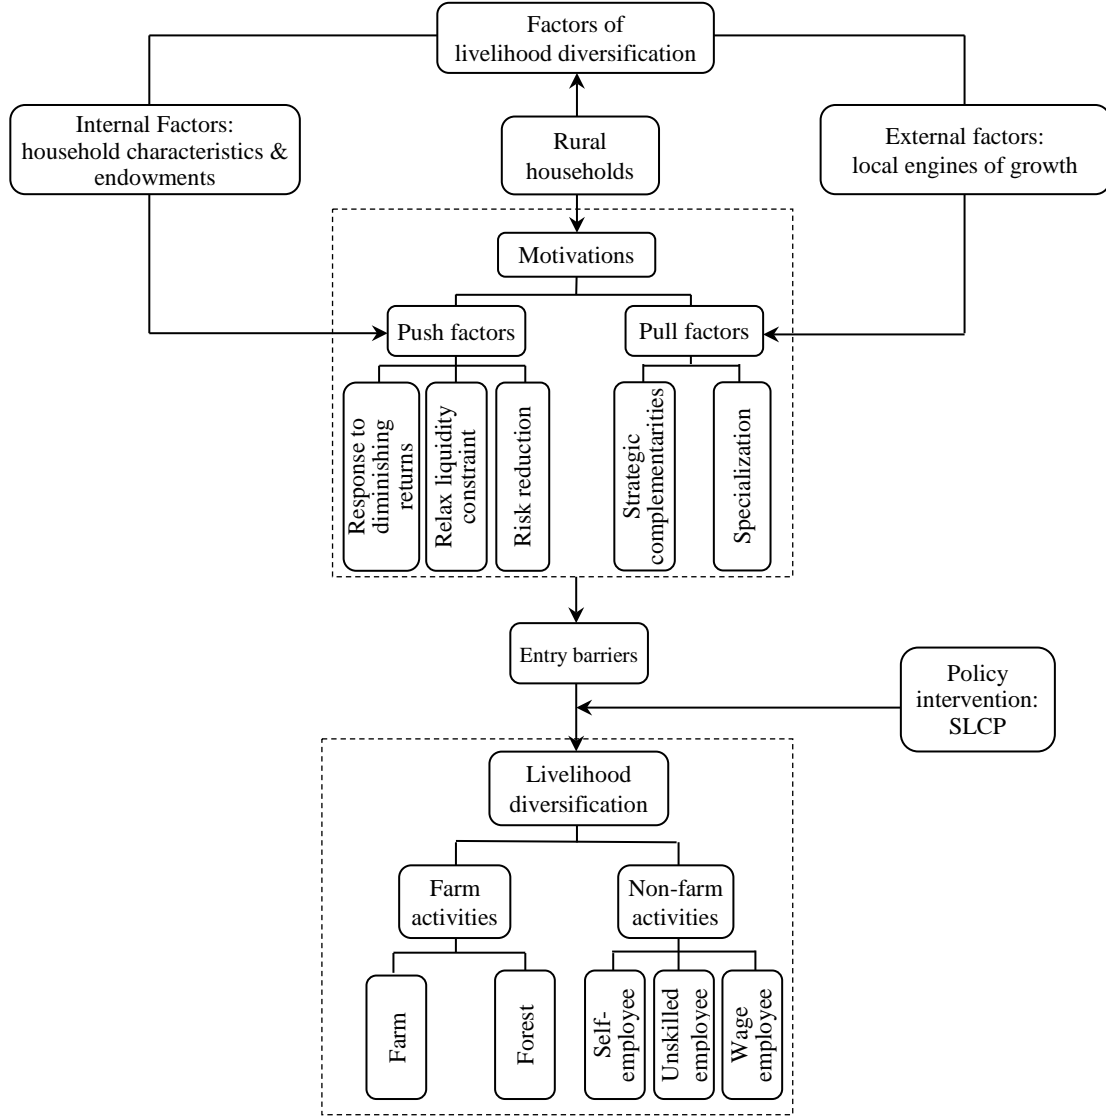 Factors of
livelihood diversification
Internal Factors:
household characteristics &
endowments
Rural
households
External factors:
local engines of growth
Motivations
Push factors
Pull factors
Response to
diminishing
returns
Relax liquidity
constraint
Risk reduction
Strategic
complementarities
Specialization
Entry barriers
Policy
intervention:
SLCP
Livelihood
diversification
Farm
activities
Non-farm
activities
Farm
Forest
Self-
employee
Unskilled
employee
Wage
employee